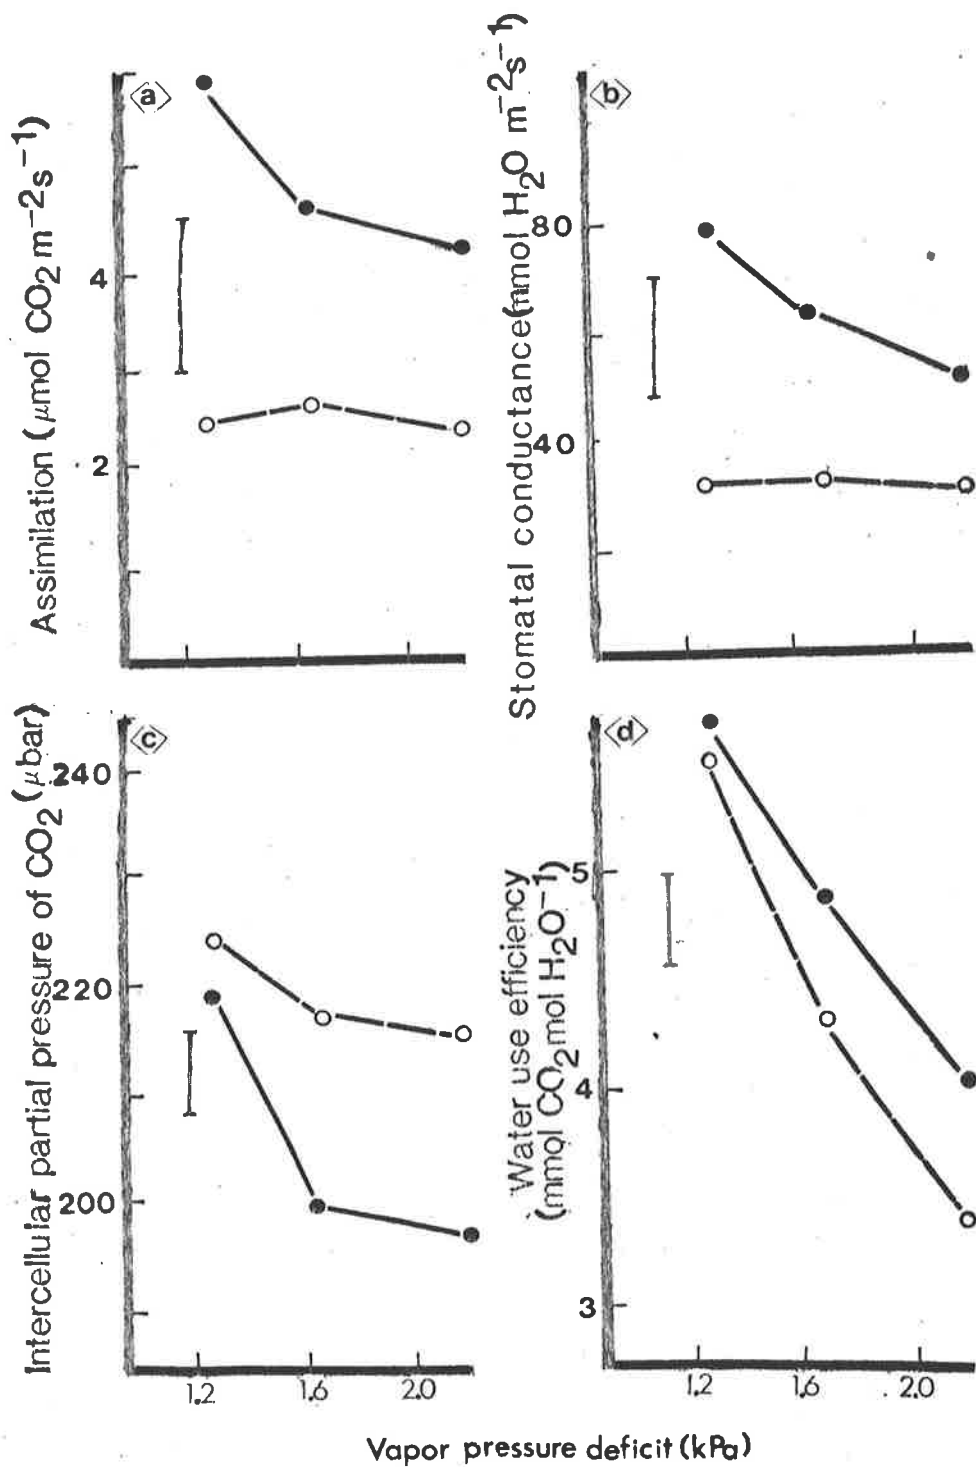 a
Assimilation (μmol CO2 m−2s−1)
4
2
b
Stomatal conductance(mmol H2O m−2s−1)
80
40
c
Intercellular partial pressure of CO2 (μbar)
240
220
200
1.2 1.6 2.0
d
Water use efficiency
(mmol CO2 mol H2O−1)
5
4
3
1.2 1.6 2.0
Vapor pressure deficit (kPa)